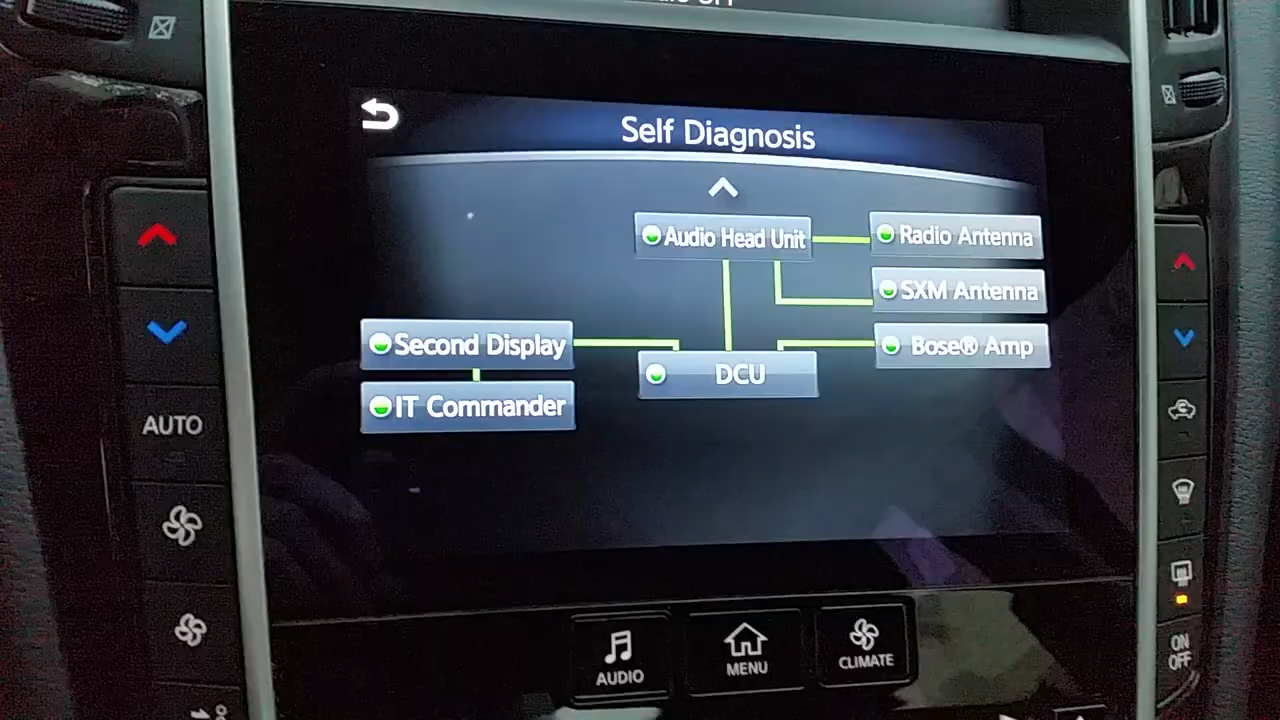 OFF
Self Diagnosis
Audio Head Unit
Radio Antenna
SXM Antenna
Second Display
DCU
Bose® Amp
IT Commander
AUTO
AUDIO
MENU
CLIMATE
ON
OFF